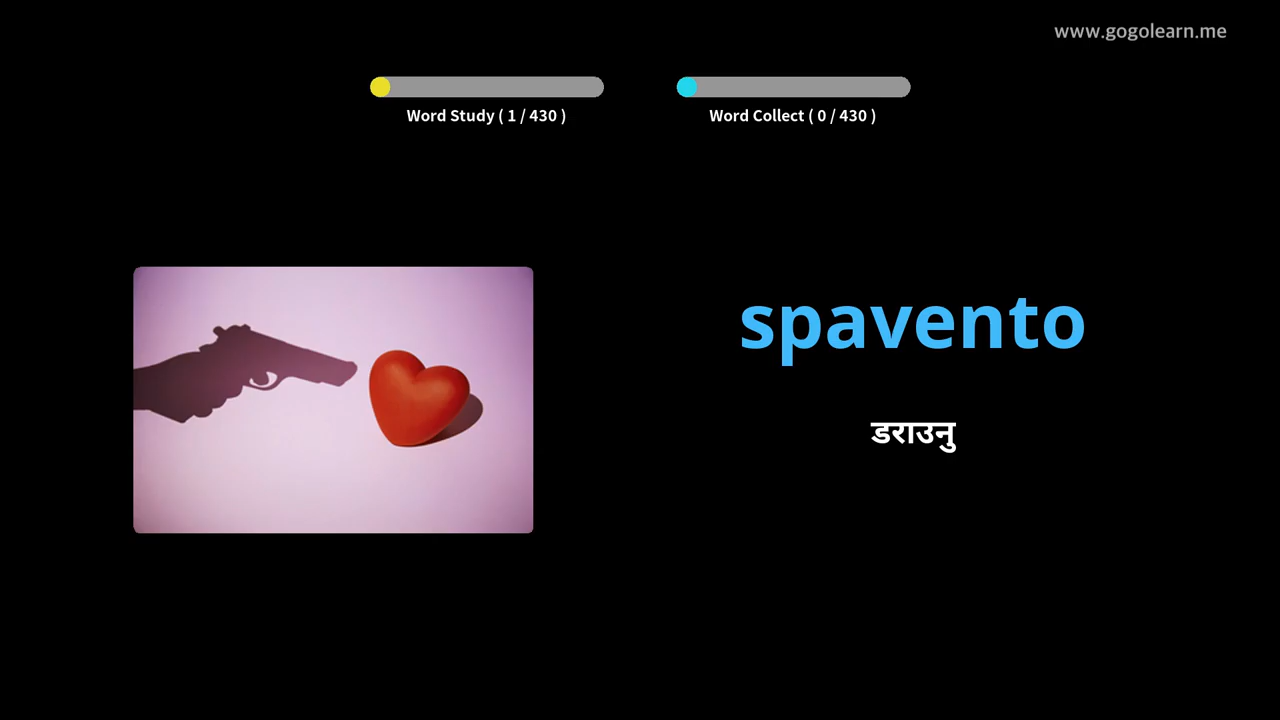 www.gogolearn.me
Word Study ( 1 / 430 )
Word Collect ( 0 / 430 )
spavento
डराउनु